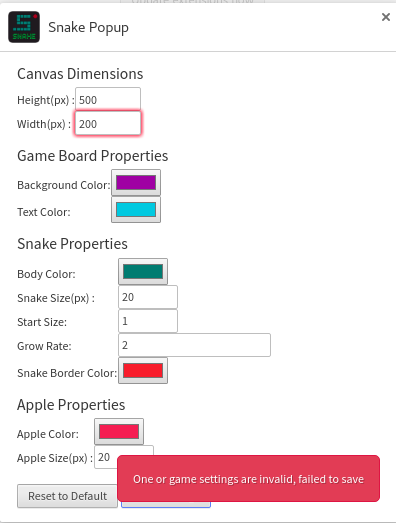 SNAKE
Snake Popup
×
Canvas Dimensions
Height(px) : 500
Width(px) : 200
Game Board Properties
Background Color:
Text Color:
Snake Properties
Body Color:
Snake Size(px) : 20
Start Size: 1
Grow Rate: 2
Snake Border Color:
Apple Properties
Apple Color:
Apple Size(px) : 20
One or game settings are invalid, failed to save
Reset to Default